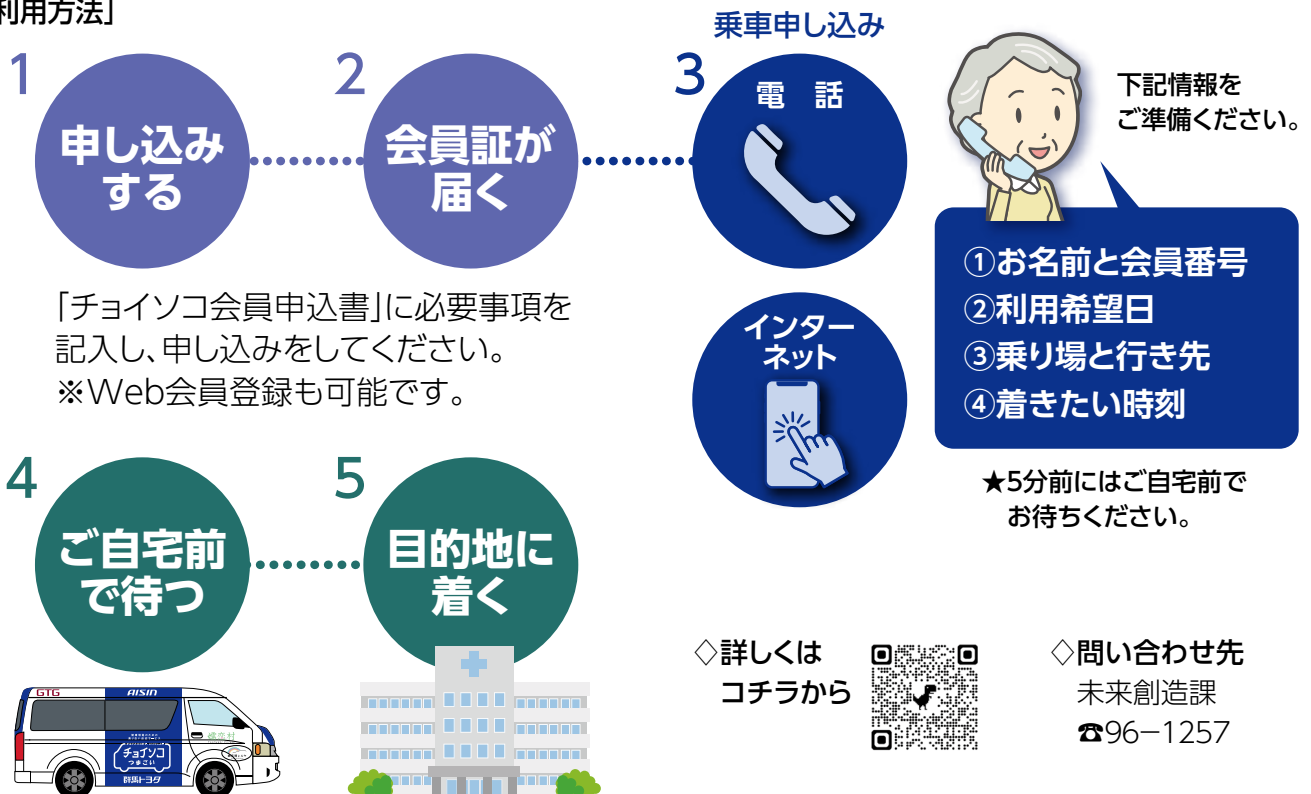 利用方法］
1
申し込み
する
2
会員証が
届く
「チョイソコ会員申込書」に必要事項を
記入し、申し込みをしてください。
※Web会員登録も可能です。
乗車申し込み
3
電　話
インター
ネット
下記情報を
ご準備ください。
①お名前と会員番号
②利用希望日
③乗り場と行き先
④着きたい時刻
★5分前にはご自宅前で
お待ちください。
4
ご自宅前
で待つ
5
目的地に
着く
GTG
AISIN
チョイソコ
つまごい
群馬トヨタ
嬬恋村
◇詳しくは
コチラから
◇問い合わせ先
未来創造課
☎96−1257